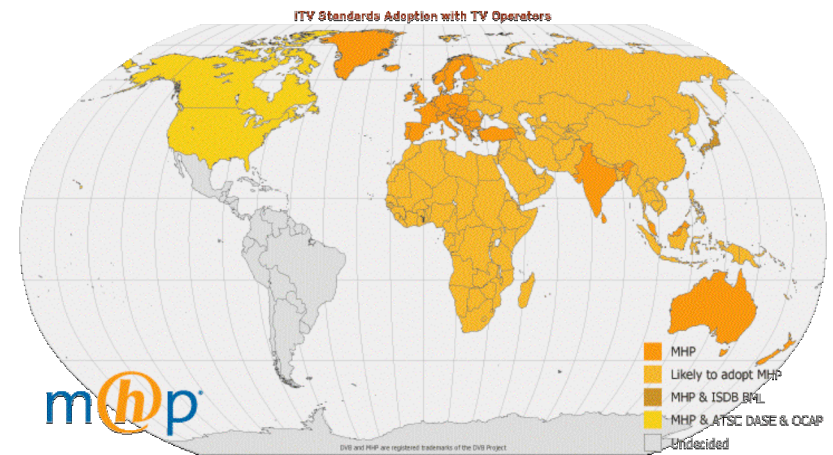 iTV Standards Adoption with TV Operators
MHP
Likely to adopt MHP
MHP & ISDB BML
MHP & ATSC DASE & OCAP
Undecided
mhp
DVB and MHP are registered trademarks of the DVB Project